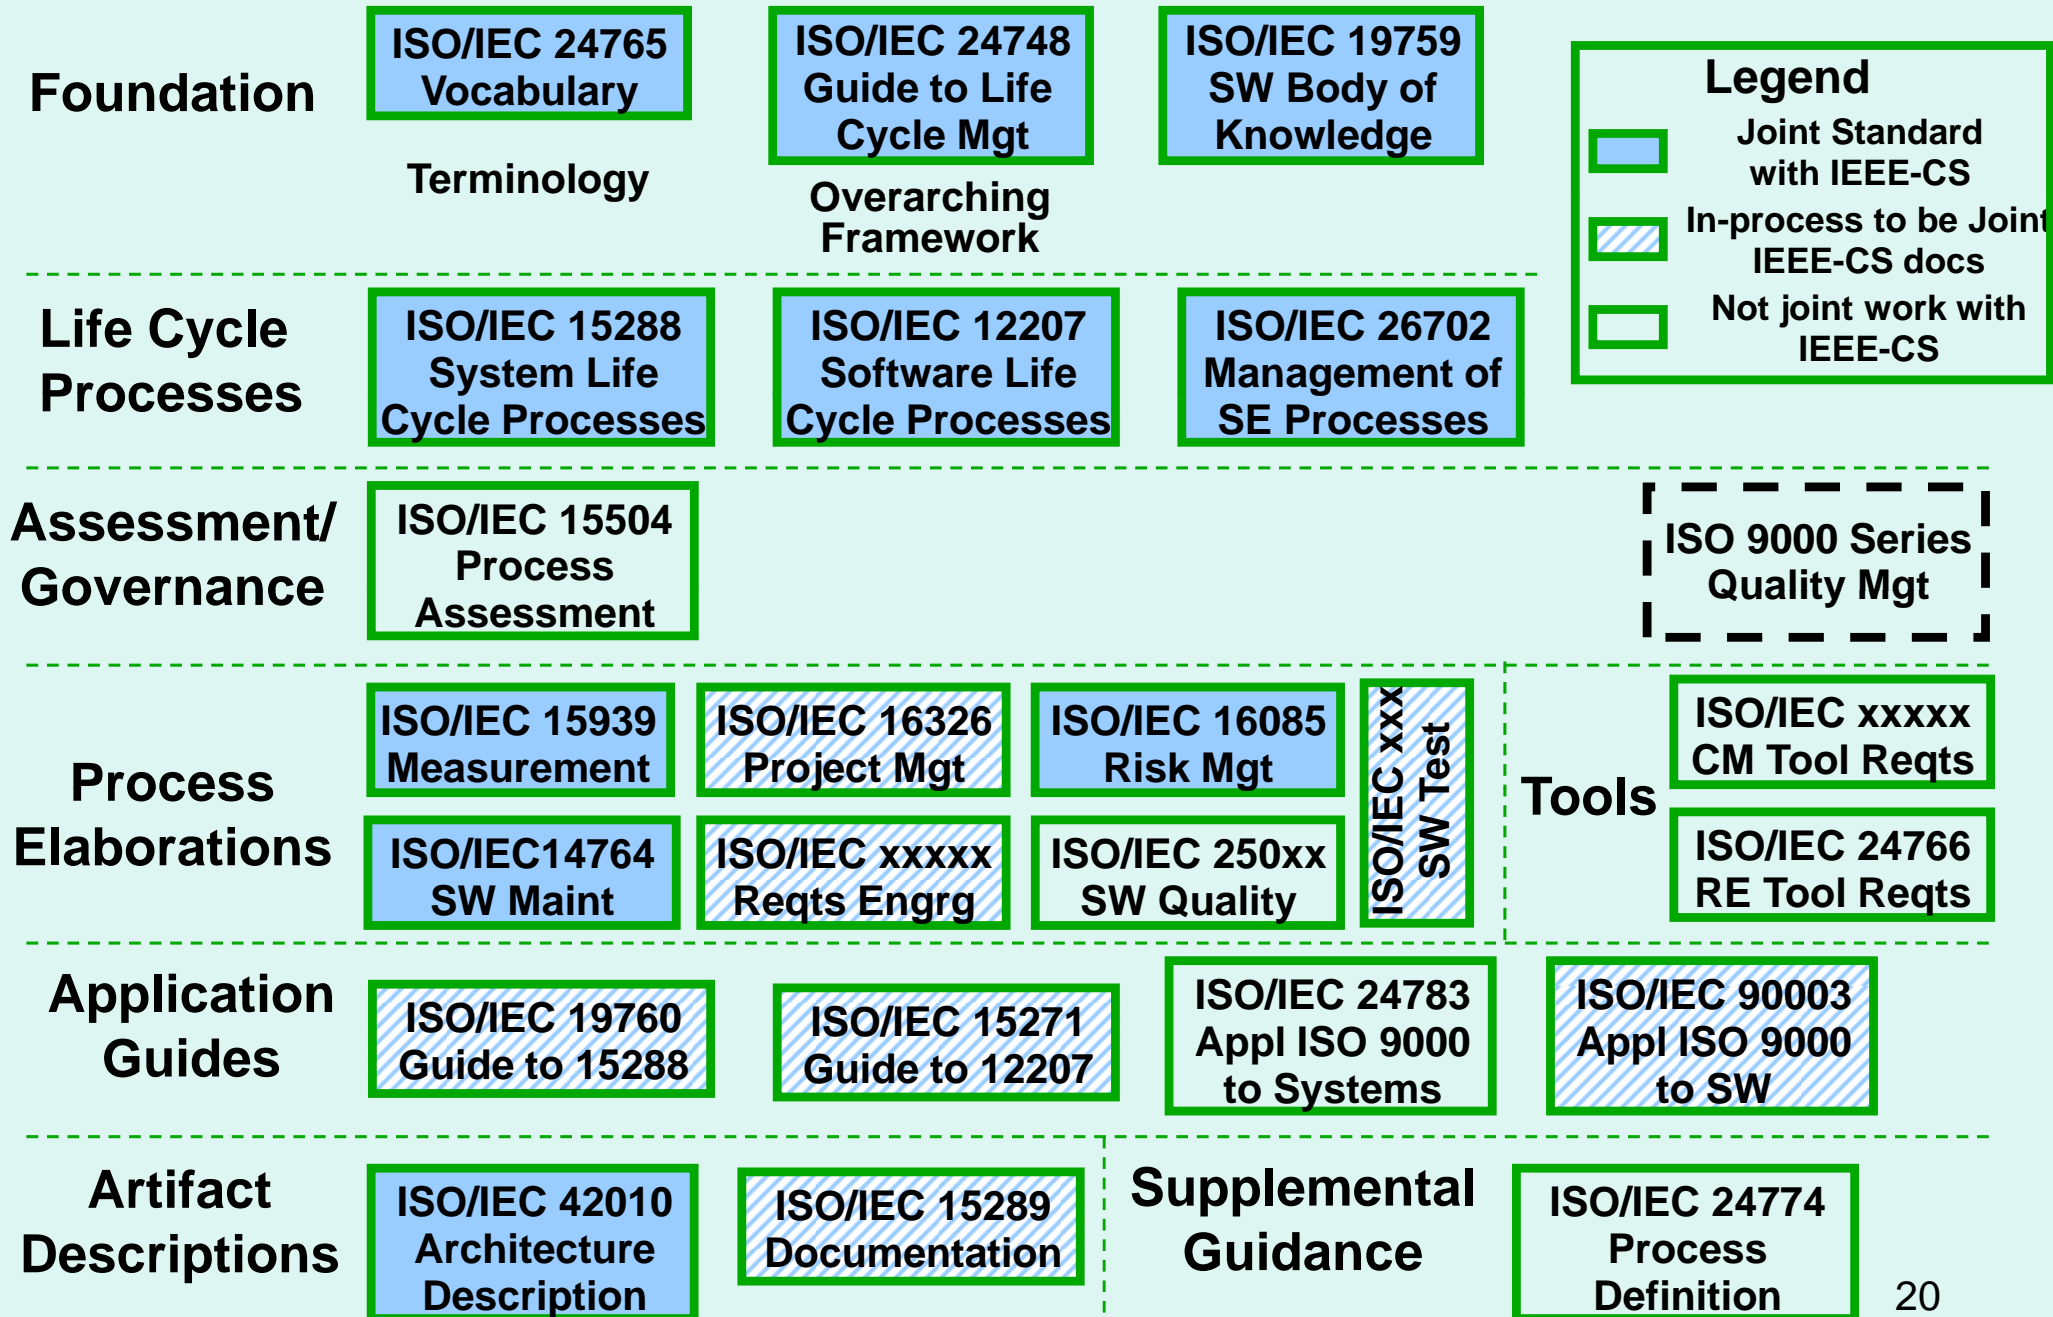 Foundation
ISO/IEC 24765
Vocabulary
Terminology
ISO/IEC 24748
Guide to Life
Cycle Mgt
Overarching
Framework
ISO/IEC 19759
SW Body of
Knowledge
Legend
Joint Standard
with IEEE-CS
In-process to be Joint
IEEE-CS docs
Not joint work with
IEEE-CS
Life Cycle
Processes
ISO/IEC 15288
System Life
Cycle Processes
ISO/IEC 12207
Software Life
Cycle Processes
ISO/IEC 26702
Management of
SE Processes
Assessment/
Governance
ISO/IEC 15504
Process
Assessment
ISO 9000 Series
Quality Mgt
Process
Elaborations
ISO/IEC 15939
Measurement
ISO/IEC 16326
Project Mgt
ISO/IEC 16085
Risk Mgt
ISO/IEC14764
SW Maint
ISO/IEC xxxxx
Reqts Engrg
ISO/IEC 250xx
SW Quality
ISO/IEC xxx
SW Test
Tools
ISO/IEC xxxxx
CM Tool Reqts
ISO/IEC 24766
RE Tool Reqts
Application
Guides
ISO/IEC 19760
Guide to 15288
ISO/IEC 15271
Guide to 12207
ISO/IEC 24783
Appl ISO 9000
to Systems
ISO/IEC 90003
Appl ISO 9000
to SW
Artifact
Descriptions
ISO/IEC 42010
Architecture
Description
ISO/IEC 15289
Documentation
Supplemental
Guidance
ISO/IEC 24774
Process
Definition
20